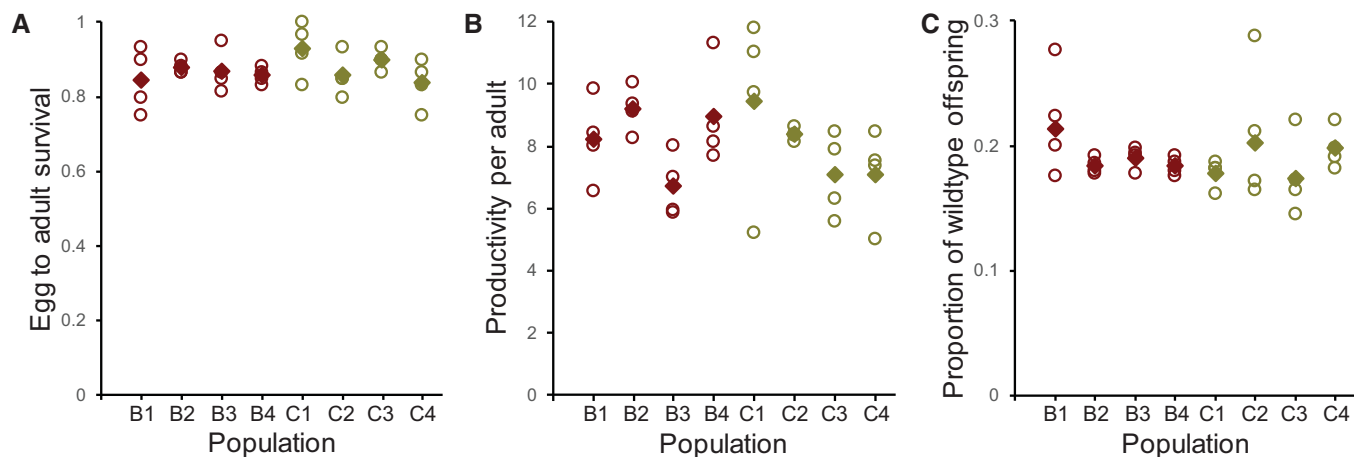 A
Egg to adult survival
1
0.8
0.6
0.4
0.2
0
B1 B2 B3 B4 C1 C2 C3 C4
Population
B
Productivity per adult
12
10
8
6
4
2
0
B1 B2 B3 B4 C1 C2 C3 C4
Population
C
Proportion of wildtype offspring
0.3
0.2
0.1
0
B1 B2 B3 B4 C1 C2 C3 C4
Population